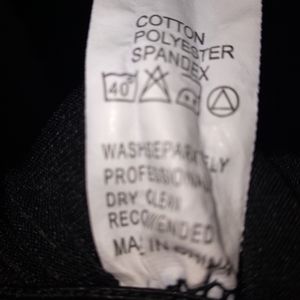 COTTON
POLYESTER
SPANDEX
40°
A
WASH SEPARATELY
PROFESSIONAL
DRY CLEAN
RECOMMENDED
MADE IN